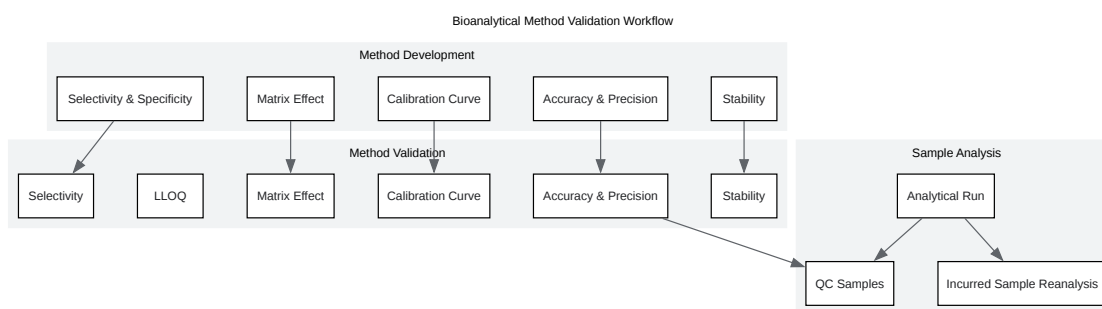 Bioanalytical Method Validation Workflow
Method Development
Selectivity & Specificity
Matrix Effect
Calibration Curve
Accuracy & Precision
Stability
Method Validation
Sample Analysis
Selectivity
LLOQ
Matrix Effect
Calibration Curve
Accuracy & Precision
Stability
Analytical Run
QC Samples
Incurred Sample Reanalysis